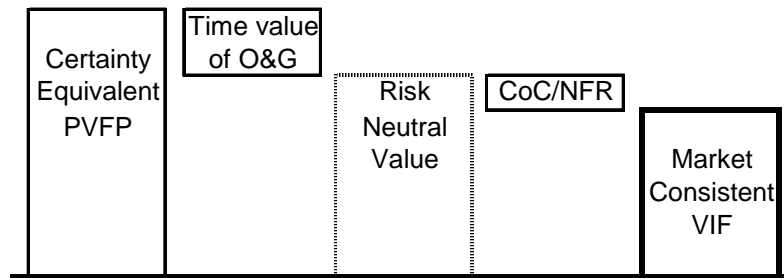 Certainty
Equivalent
PVFP
Time value
of O&G
Risk
Neutral
Value
CoC/NFR
Market
Consistent
VIF